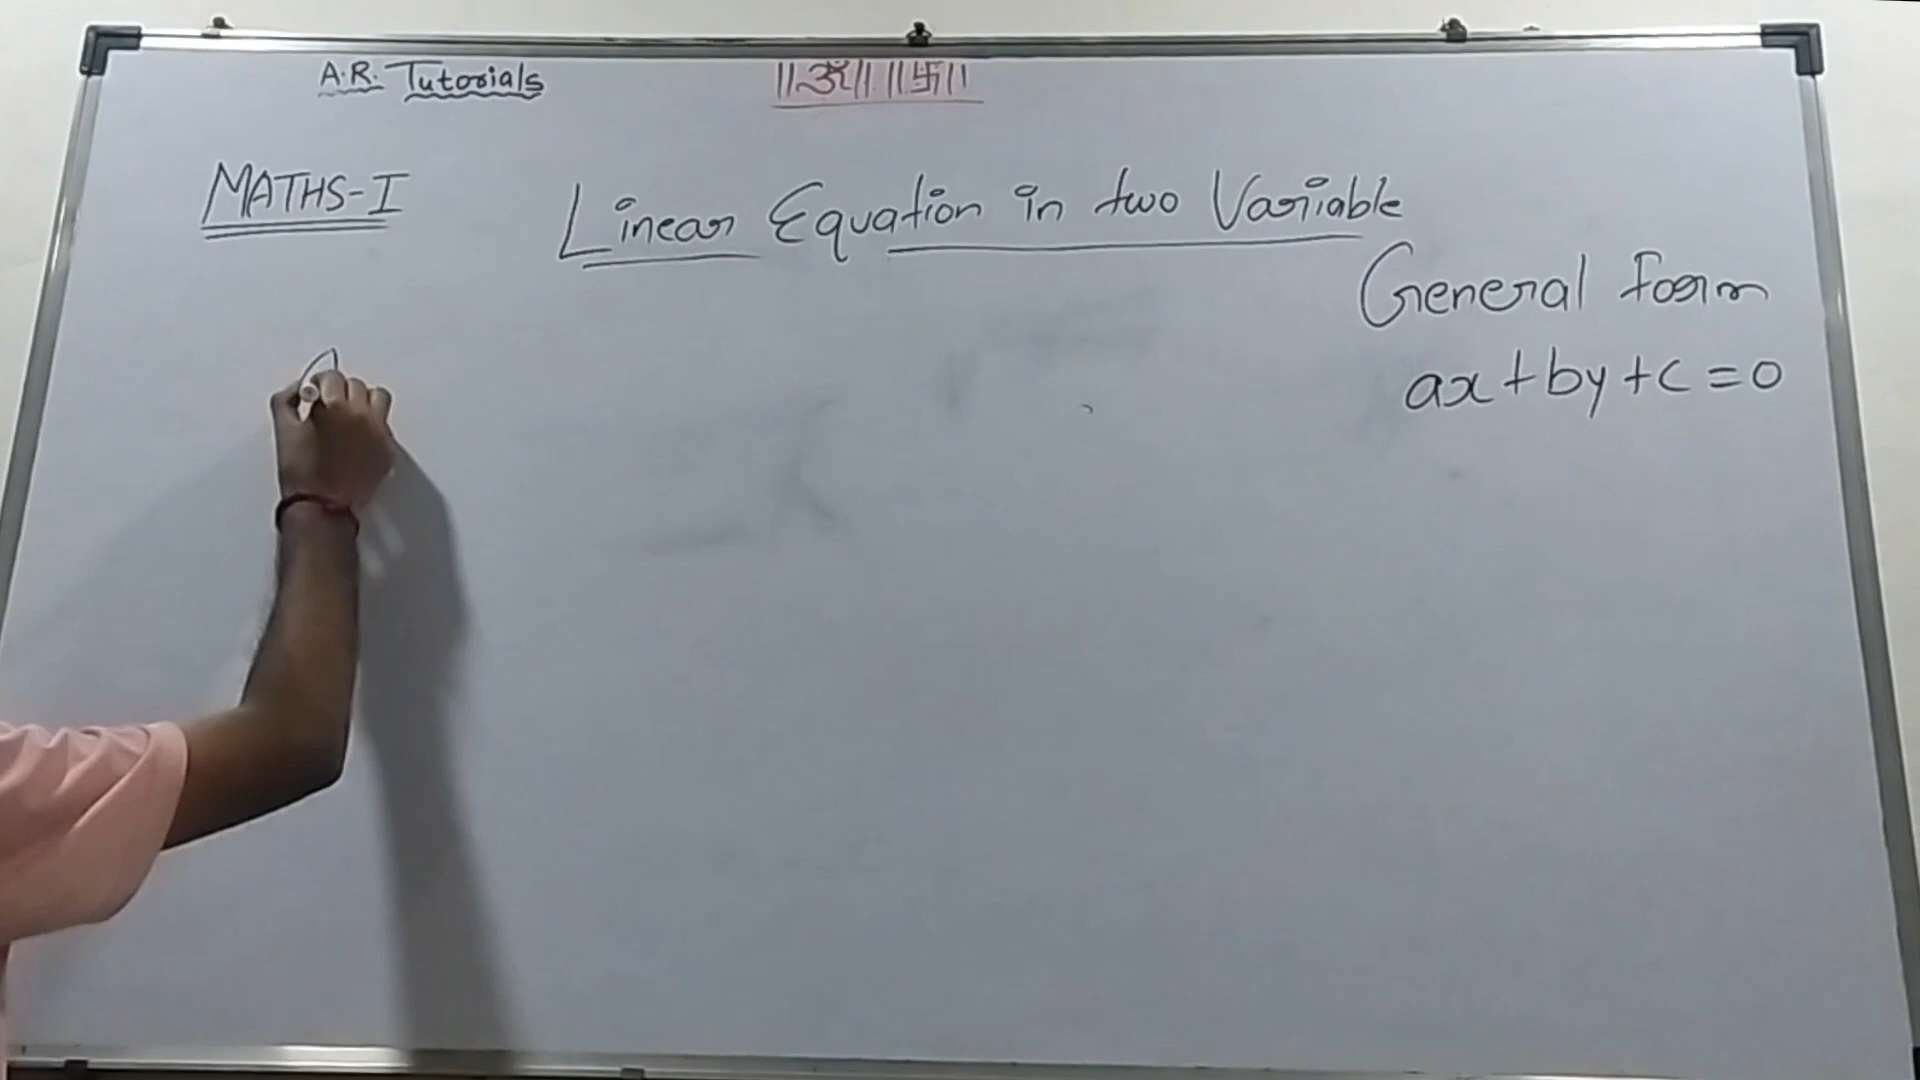 A.R. Tutorials
||ॐ|| ||卐||
MATHS-I
Linear Equation in two Variable
General form
ax+by+c=0